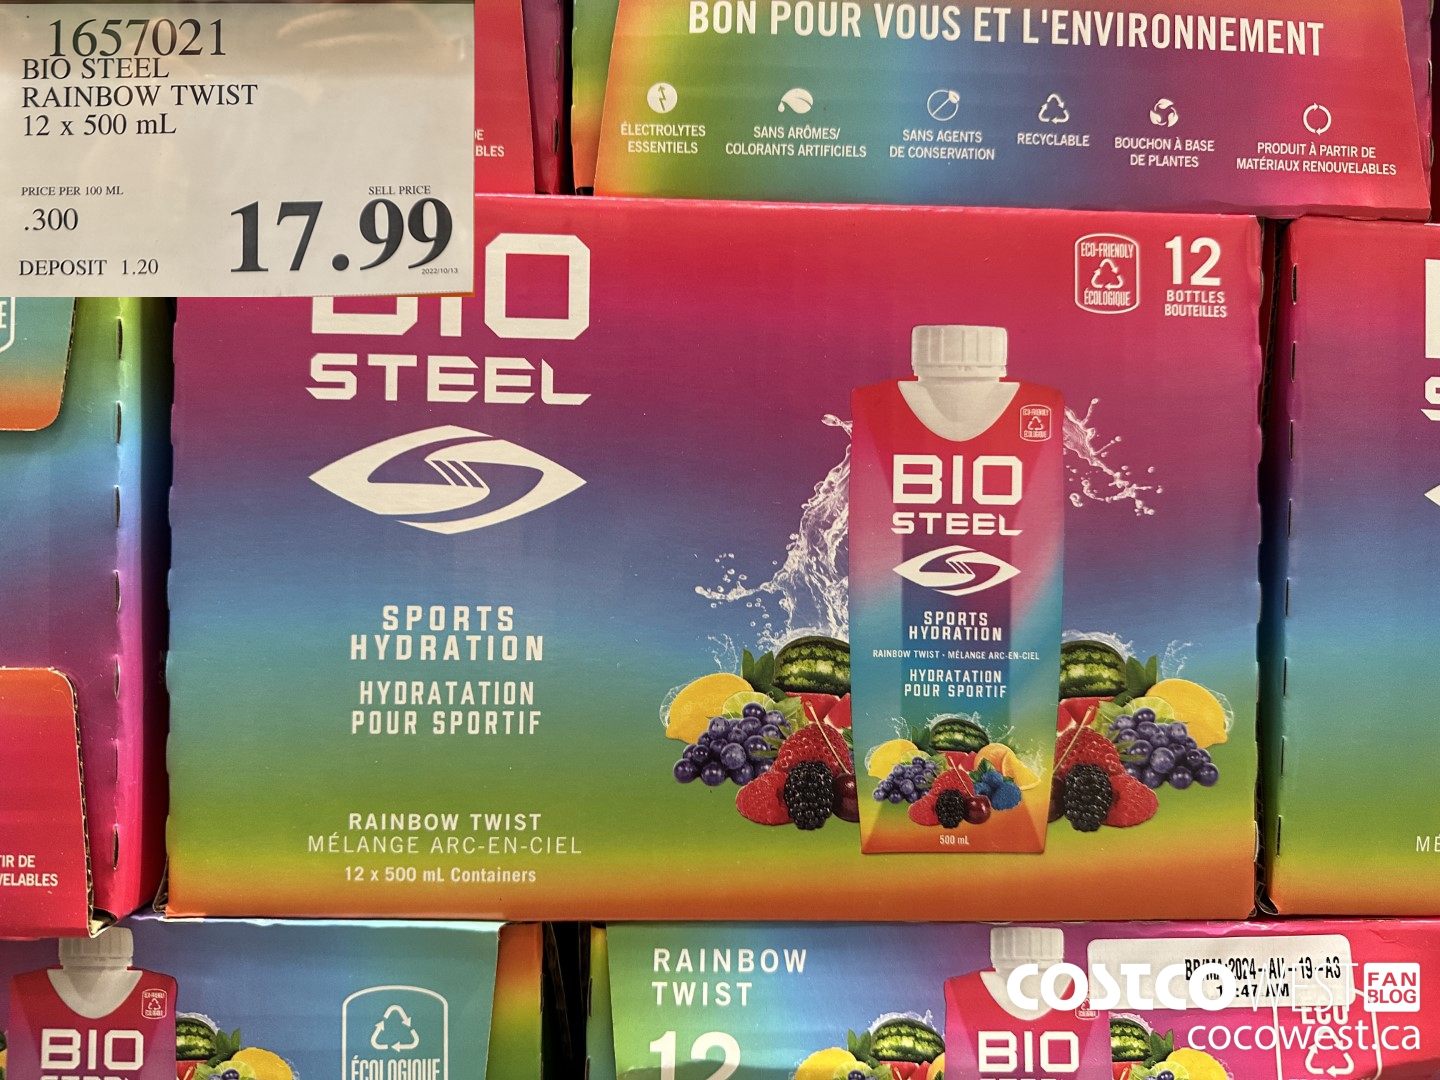 1657021
BIO STEEL
RAINBOW TWIST
12 x 500 mL
PRICE PER 100 ML
.300
SELL PRICE
17.99
DEPOSIT 1.20
2022/10/13
BON POUR VOUS ET L'ENVIRONNEMENT
ÉLECTROLYTES
ESSENTIELS
SANS ARÔMES/
COLORANTS ARTIFICIELS
SANS AGENTS
DE CONSERVATION
RECYCLABLE
BOUCHON À BASE
DE PLANTES
PRODUIT À PARTIR DE
MATÉRIAUX RENOUVELABLES
BIO
STEEL
SPORTS
HYDRATION
HYDRATATION
POUR SPORTIF
RAINBOW TWIST
MÉLANGE ARC-EN-CIEL
12 x 500 mL Containers
ECO-FRIENDLY
ÉCOLOGIQUE
12
BOTTLES
BOUTEILLES
ECO-FRIENDLY
ÉCOLOGIQUE
BIO
STEEL
SPORTS
HYDRATION
RAINBOW TWIST • MÉLANGE ARC-EN-CIEL
HYDRATATION
POUR SPORTIF
500 mL
BIO
ÉCOLOGIQUE
RAINBOW
TWIST
12
BIO
COSTCO WEST
FAN
BLOG
cocowest.ca